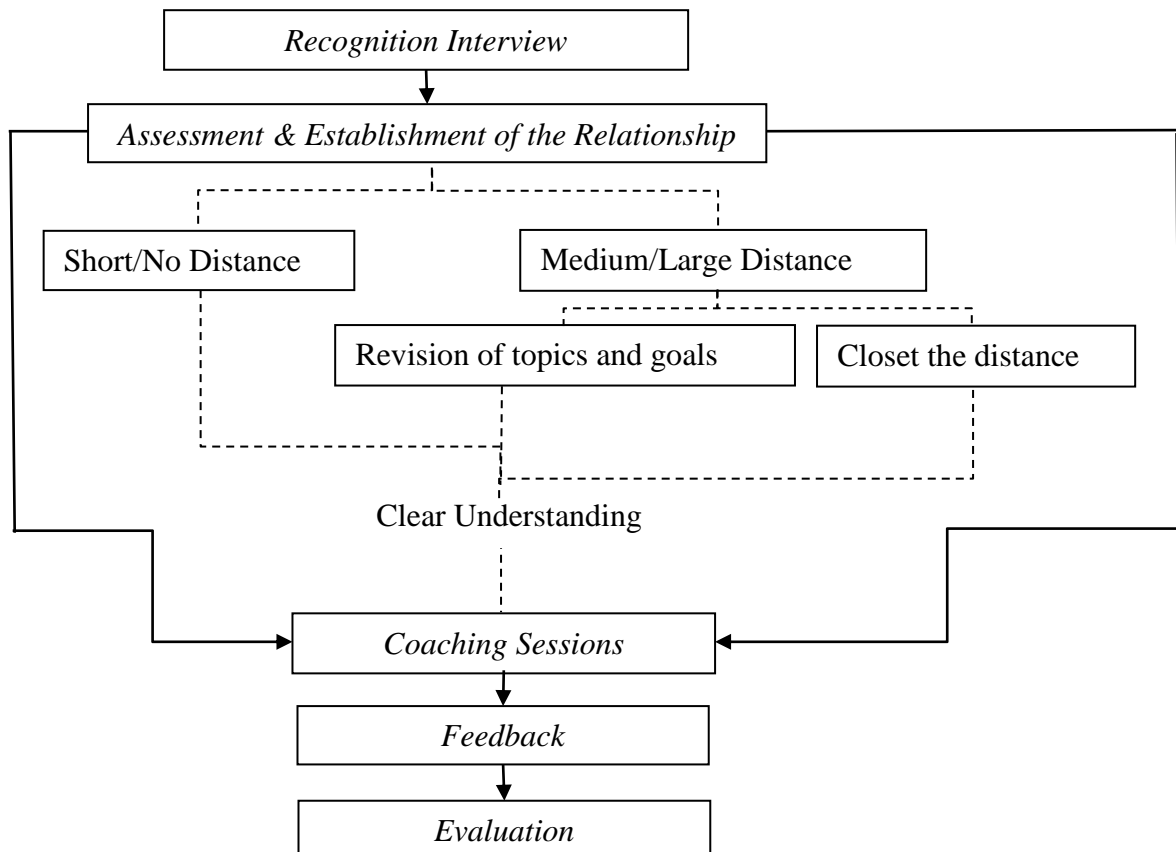 Recognition Interview
Assessment & Establishment of the Relationship
Short/No Distance
Medium/Large Distance
Revision of topics and goals
Closet the distance
Clear Understanding
Coaching Sessions
Feedback
Evaluation